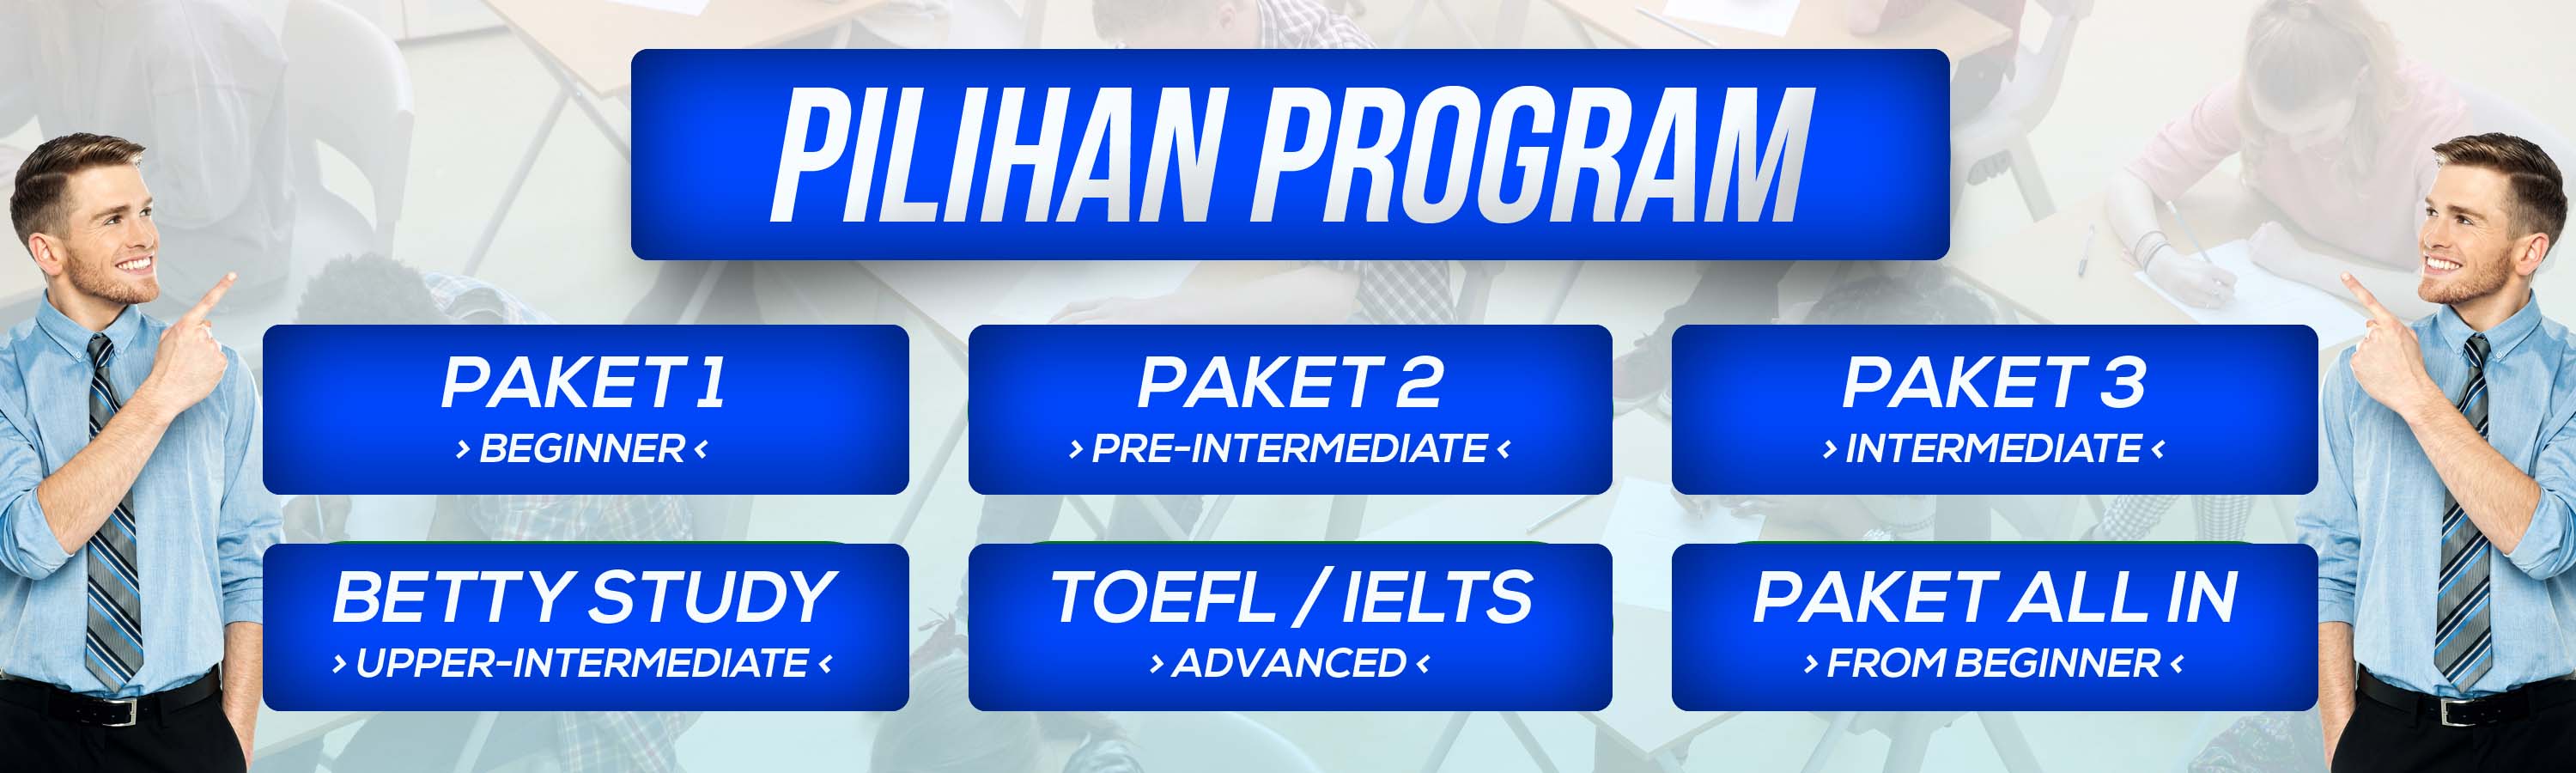 PILIHAN PROGRAM
PAKET 1
> BEGINNER <
PAKET 2
> PRE-INTERMEDIATE <
PAKET 3
> INTERMEDIATE <
BETTY STUDY
> UPPER-INTERMEDIATE <
TOEFL / IELTS
> ADVANCED <
PAKET ALL IN
> FROM BEGINNER <